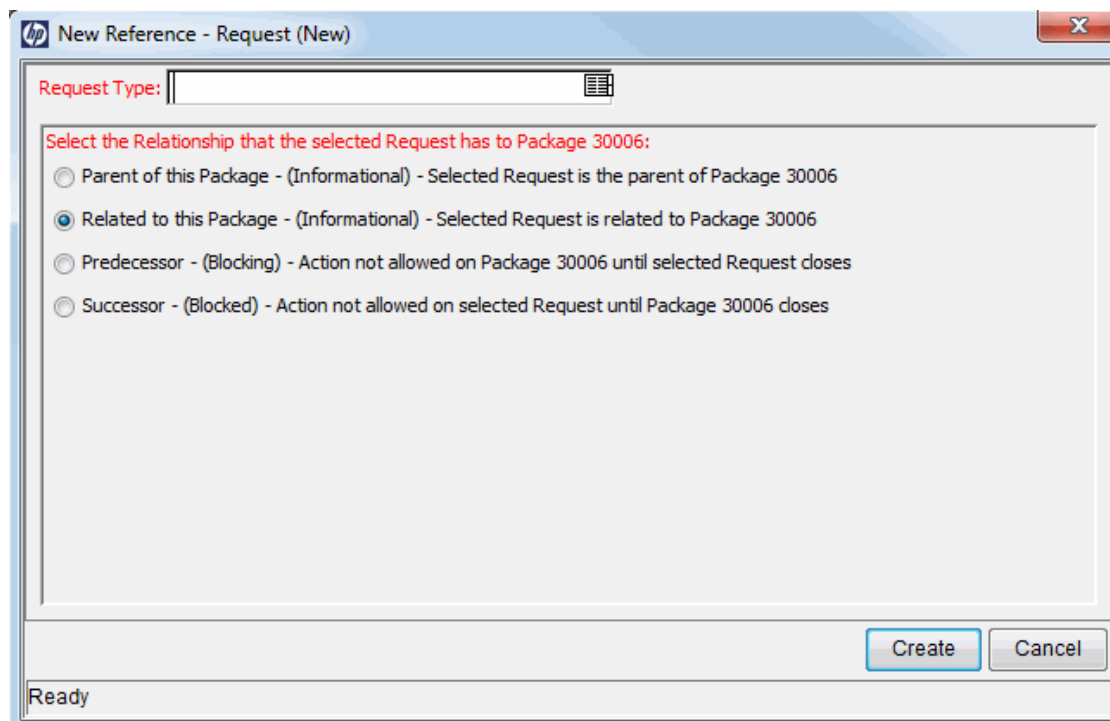 hp New Reference - Request (New)
X
Request Type:
Select the Relationship that the selected Request has to Package 30006:
Parent of this Package - (Informational) - Selected Request is the parent of Package 30006
Related to this Package - (Informational) - Selected Request is related to Package 30006
Predecessor - (Blocking) - Action not allowed on Package 30006 until selected Request closes
Successor - (Blocked) - Action not allowed on selected Request until Package 30006 closes
Create Cancel
Ready